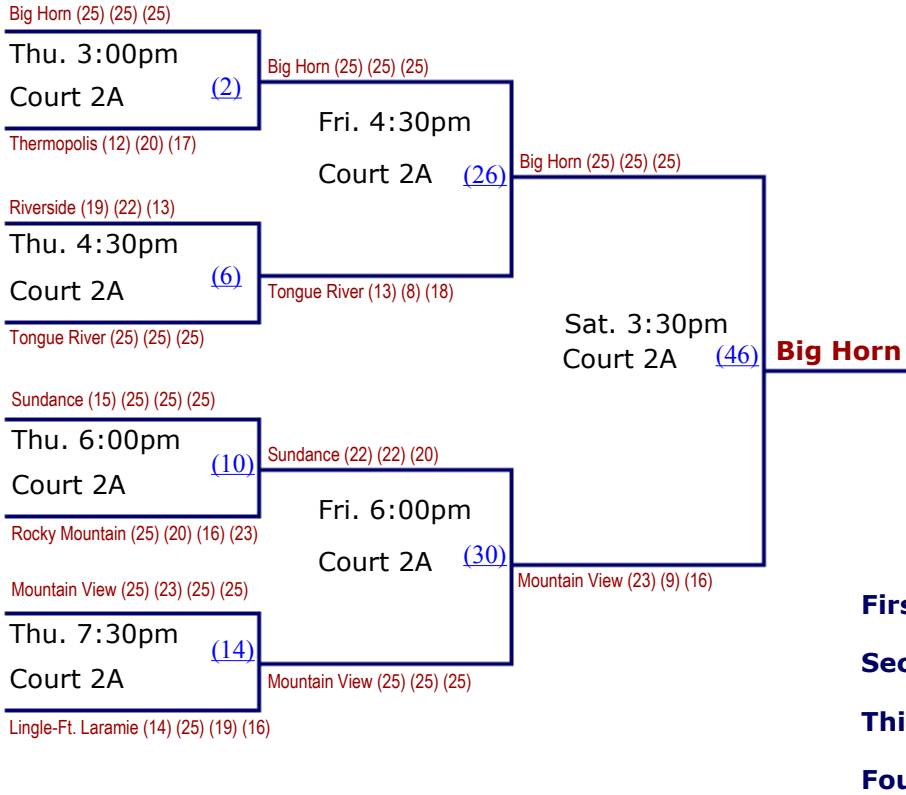 Big Horn (25) (25) (25)
Thu. 3:00pm
Court 2A
(2)
Thermopolis (12) (20) (17)
Big Horn (25) (25) (25)
Fri. 4:30pm
Court 2A
(26)
Riverside (19) (22) (13)
Thu. 4:30pm
Court 2A
(6)
Tongue River (25) (25) (25)
Tongue River (13) (8) (18)
Big Horn (25) (25) (25)
Sat. 3:30pm
Court 2A
(46)
Big Horn
Sundance (15) (25) (25) (25)
Thu. 6:00pm
Court 2A
(10)
Rocky Mountain (25) (20) (16) (23)
Sundance (22) (22) (20)
Fri. 6:00pm
Court 2A
(30)
Mountain View (23) (9) (16)
Mountain View (25) (23) (25) (25)
Thu. 7:30pm
Court 2A
(14)
Lingle-Ft. Laramie (14) (25) (19) (16)
Mountain View (25) (25) (25)